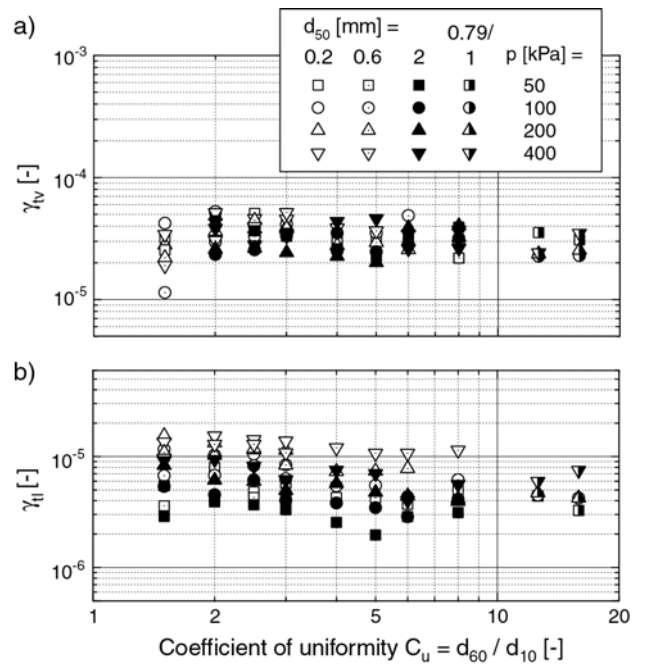 a)
d50 [mm] = 0.79/
0.2 0.6 2 1 p [kPa] =
50
100
200
400
10-3
10-4
10-5
γtv [-]
b)
10-5
10-6
γtl [-]
1 2 5 10 20
Coefficient of uniformity Cu = d60 / d10 [-]